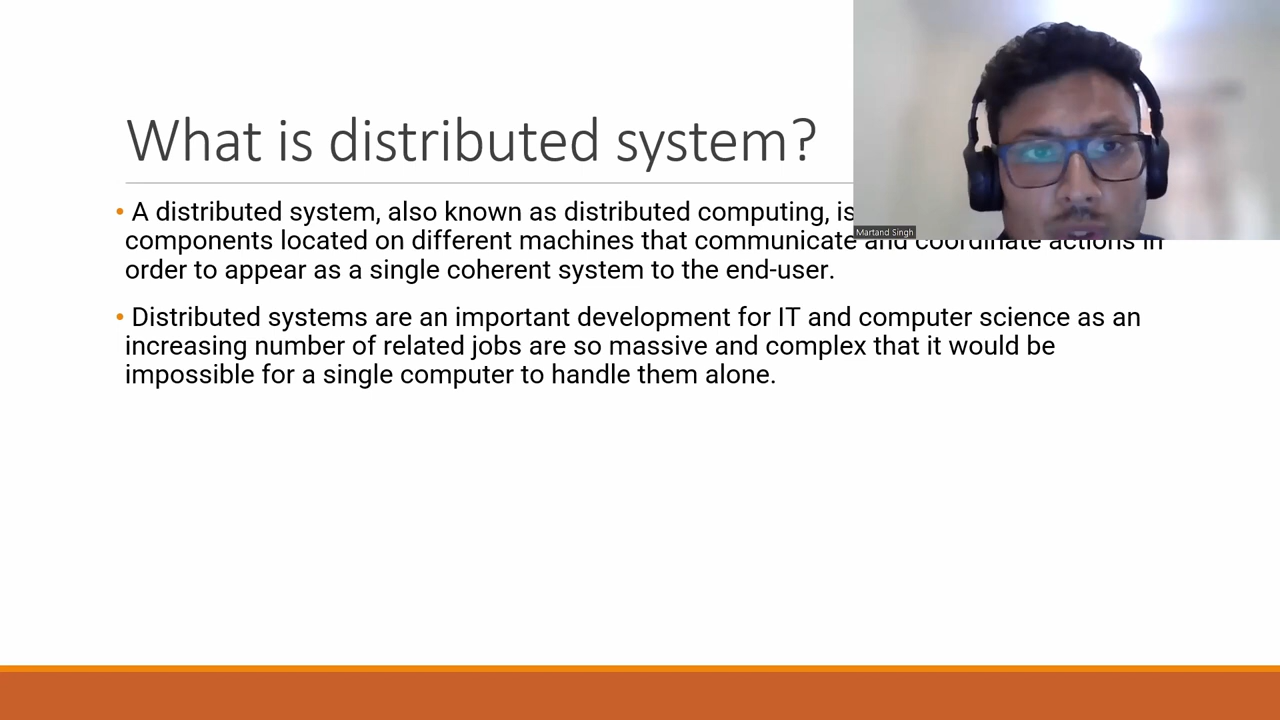 What is distributed system?
• A distributed system, also known as distributed computing, is
components located on different machines that communicate and coordinate actions in
order to appear as a single coherent system to the end-user.
• Distributed systems are an important development for IT and computer science as an
increasing number of related jobs are so massive and complex that it would be
impossible for a single computer to handle them alone.
Martand Singh